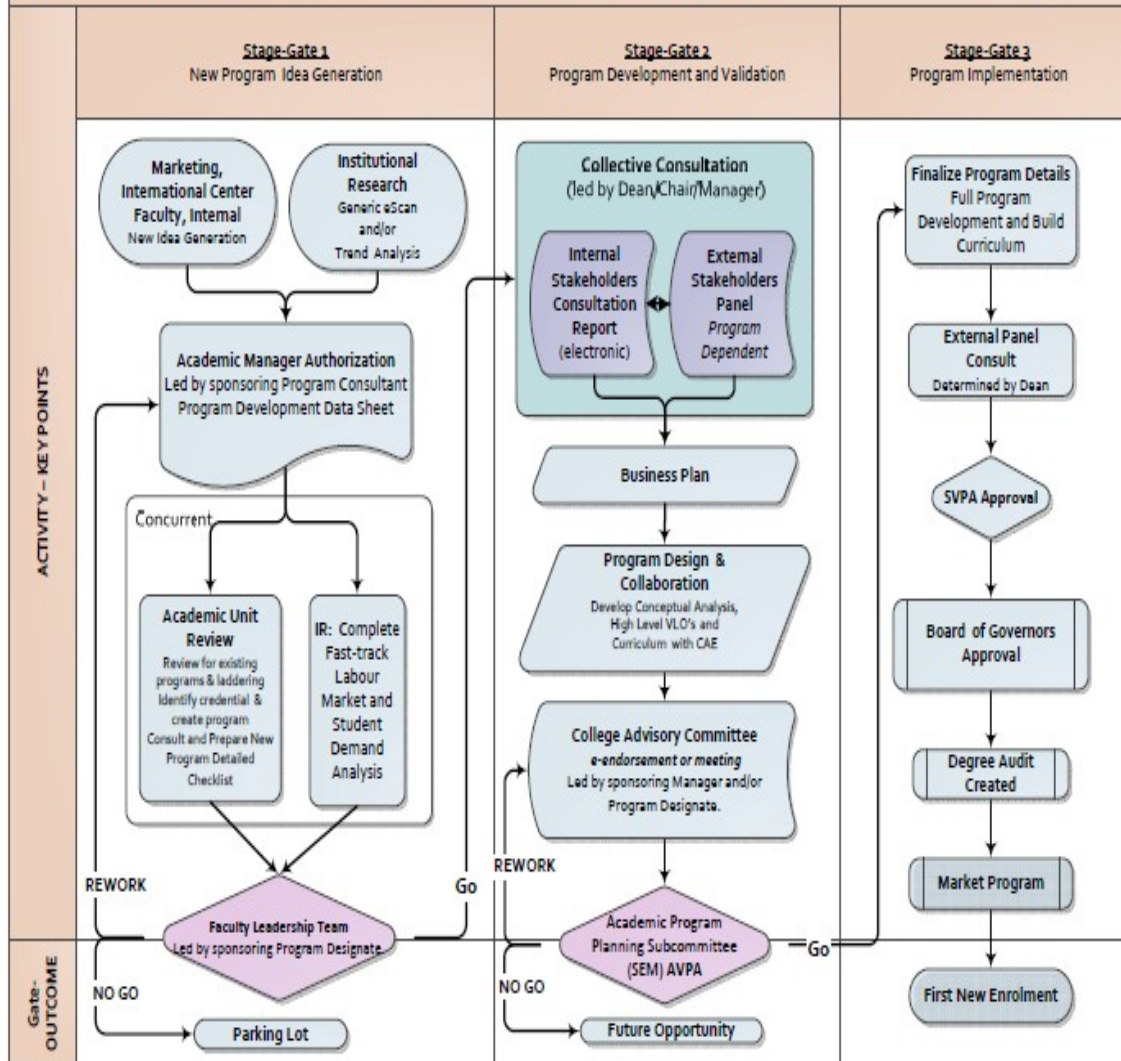 Stage-Gate 1
New Program Idea Generation
Stage-Gate 2
Program Development and Validation
Stage-Gate 3
Program Implementation
ACTIVITY – KEY POINTS
Marketing,
International Center
Faculty, Internal
New Idea Generation
Institutional
Research
Generic eScan
and/or
Trend Analysis
Academic Manager Authorization
Led by sponsoring Program Consultant
Program Development Data Sheet
Concurrent
Academic Unit
Review
Review for existing
programs & laddering
Identify credential &
create program
Consult and Prepare New
Program Detailed
Checklist
IR: Complete
Fast-track
Labour
Market and
Student
Demand
Analysis
REWORK
Go
Faculty Leadership Team
Led by sponsoring Program Designate.
NO GO
Parking Lot
Collective Consultation
(led by Dean/Chair/Manager)
Internal
Stakeholders
Consultation
Report
(electronic)
External
Stakeholders
Panel
Program
Dependent
Business Plan
Program Design &
Collaboration
Develop Conceptual Analysis,
High Level VLO's and
Curriculum with CAE
College Advisory Committee
e-endorsement or meeting
Led by sponsoring Manager and/or
Program Designate.
REWORK
Academic Program
Planning Subcommittee
(SEM) AVPA
Go
NO GO
Future Opportunity
Finalize Program Details
Full Program
Development and Build
Curriculum
External Panel
Consult
Determined by Dean
SVPA Approval
Board of Governors
Approval
Degree Audit
Created
Market Program
First New Enrolment
Gate-
OUTCOME